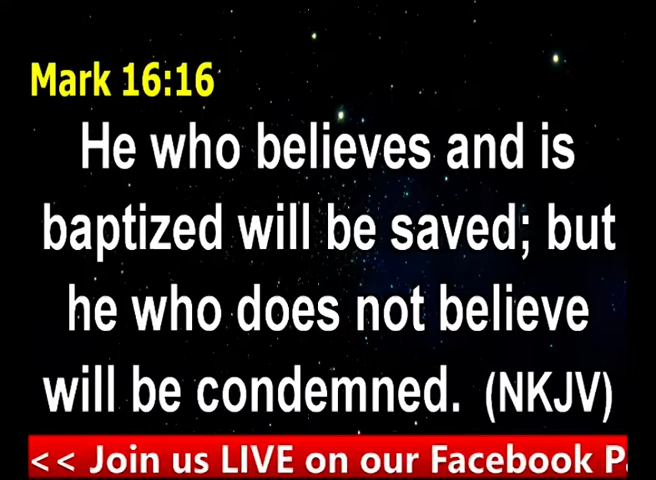 Mark 16:16
He who believes and is
baptized will be saved; but
he who does not believe
will be condemned. (NKJV)
<< Join us LIVE on our Facebook